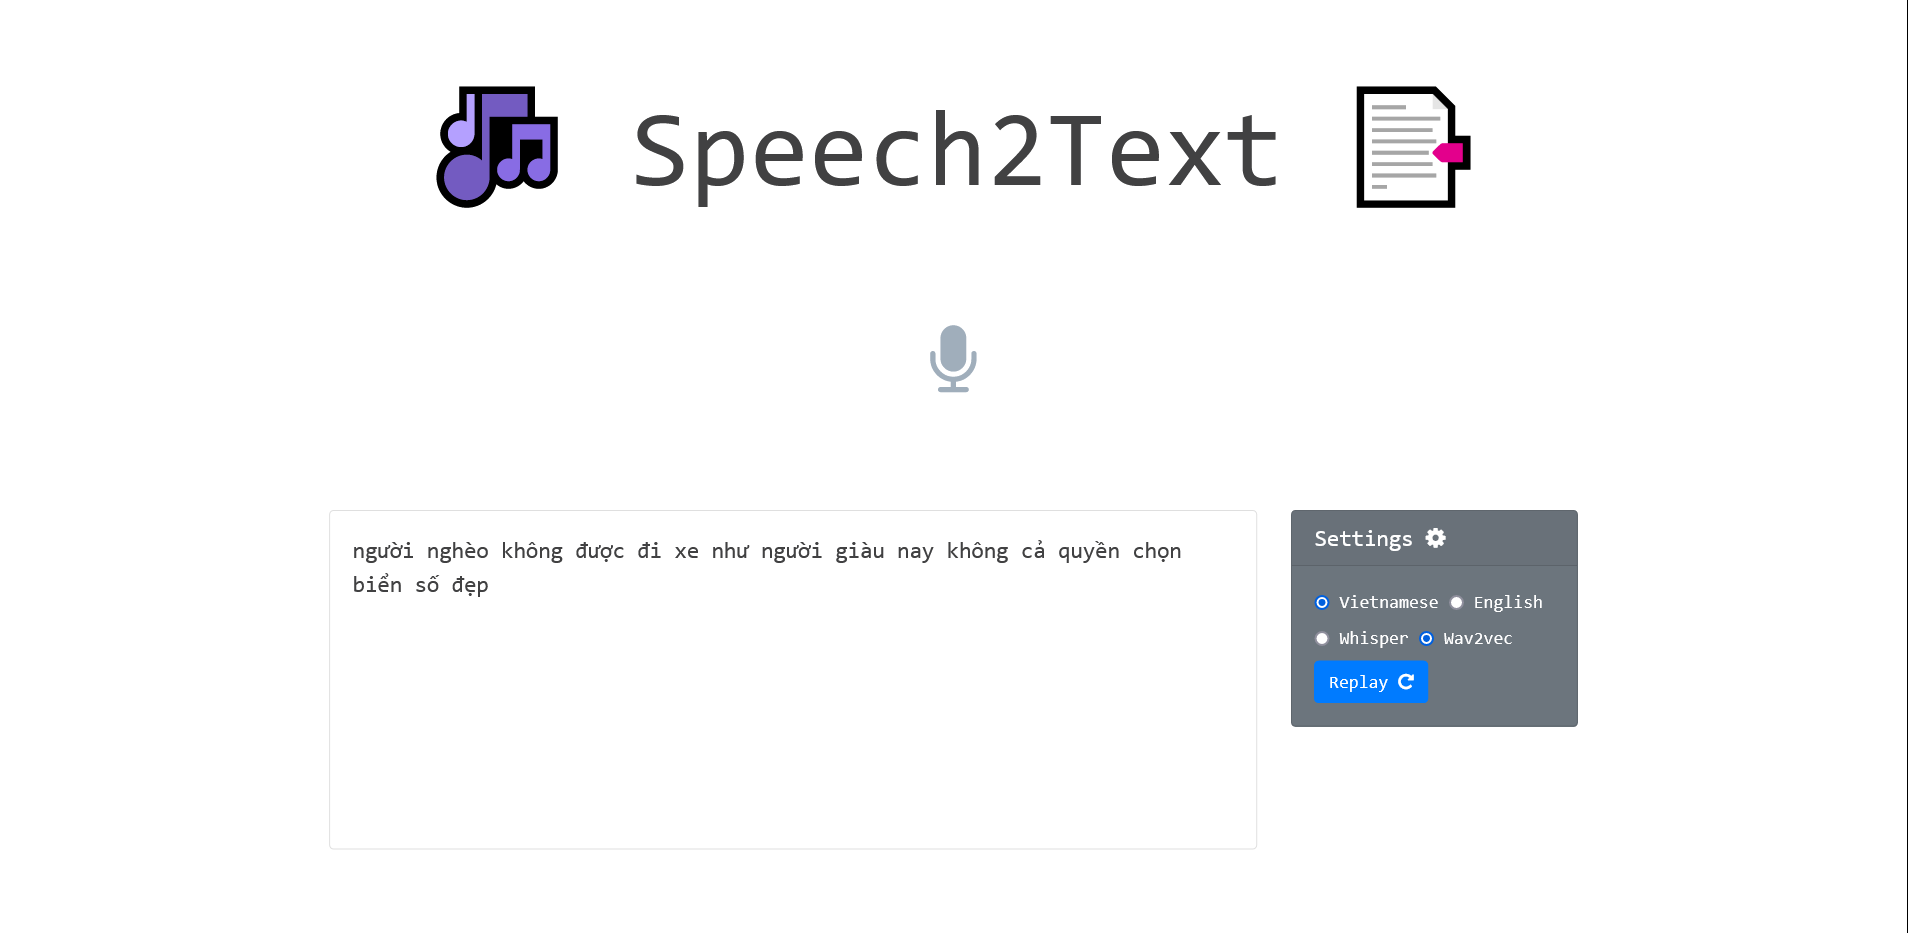 Speech2Text
người nghèo không được đi xe như người giàu nay không cả quyền chọn
biển số đẹp
Settings
Vietnamese English
Whisper Wav2vec
Replay